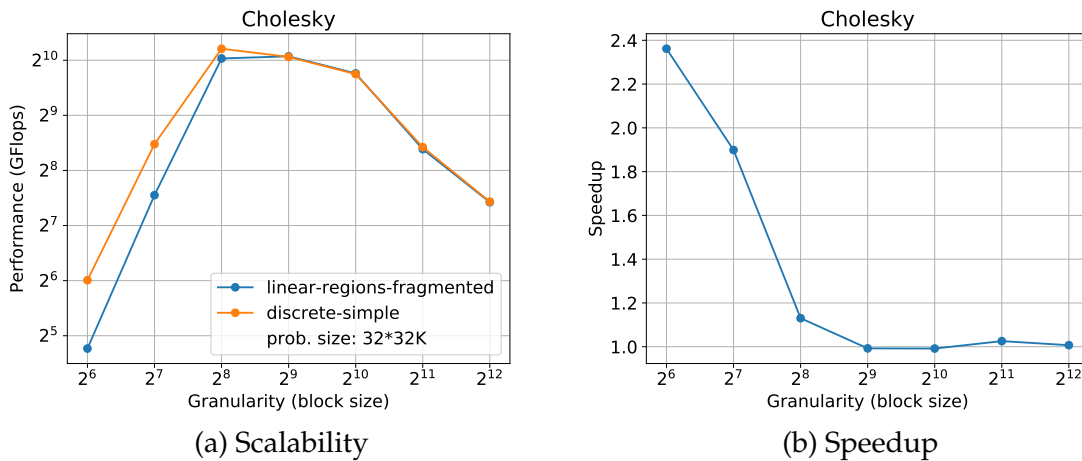 Cholesky
Performance (GFlops)
2^10
2^9
2^8
2^7
2^6
2^5
linear-regions-fragmented
discrete-simple
prob. size: 32*32K
2^6 2^7 2^8 2^9 2^10 2^11 2^12
Granularity (block size)
(a) Scalability
Cholesky
Speedup
2.4
2.2
2.0
1.8
1.6
1.4
1.2
1.0
2^6 2^7 2^8 2^9 2^10 2^11 2^12
Granularity (block size)
(b) Speedup